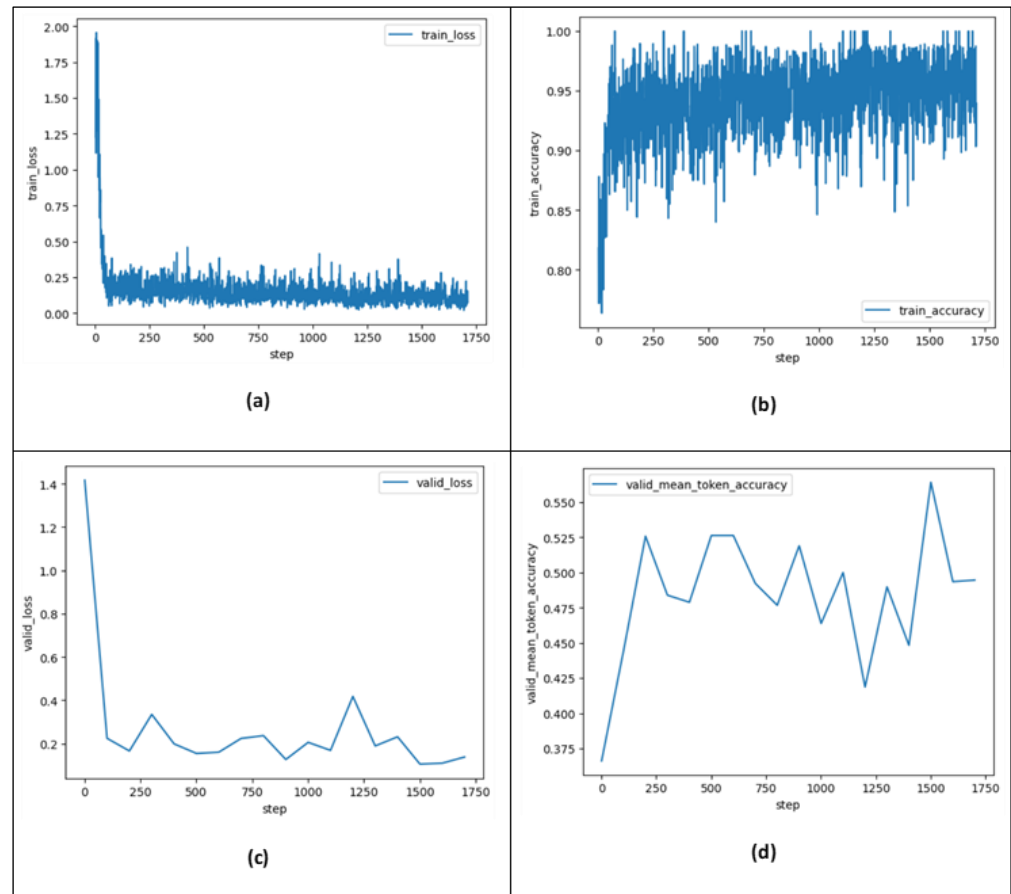 train_loss
2.00
1.75
1.50
1.25
1.00
0.75
0.50
0.25
0.00
train_loss
0 250 500 750 1000 1250 1500 1750
step
(a)
1.00
0.95
0.90
0.85
0.80
train_accuracy
train_accuracy
0 250 500 750 1000 1250 1500 1750
step
(b)
valid_loss
1.4
1.2
1.0
0.8
0.6
0.4
0.2
valid_loss
0 250 500 750 1000 1250 1500 1750
step
(c)
valid_mean_token_accuracy
0.550
0.525
0.500
0.475
0.450
0.425
0.400
0.375
valid_mean_token_accuracy
0 250 500 750 1000 1250 1500 1750
step
(d)